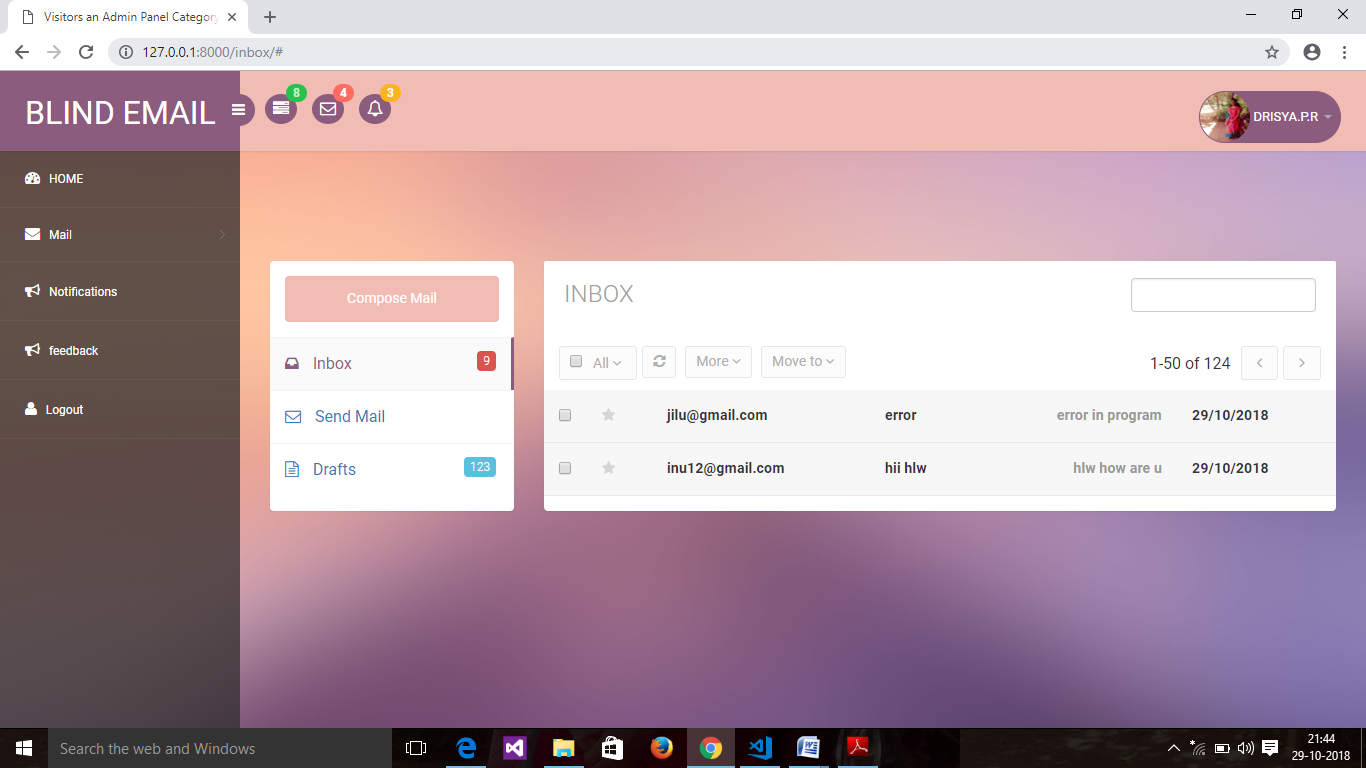 Visitors an Admin Panel Category
127.0.0.1:8000/inbox/#
BLIND EMAIL
8
4
3
DRISYA.P.R
HOME
Mail
Notifications
feedback
Logout
Compose Mail
Inbox 9
Send Mail
Drafts 123
INBOX
All More Move to 1-50 of 124
jilu@gmail.com error error in program 29/10/2018
inu12@gmail.com hii hlw hlw how are u 29/10/2018
Search the web and Windows
21:44
29-10-2018